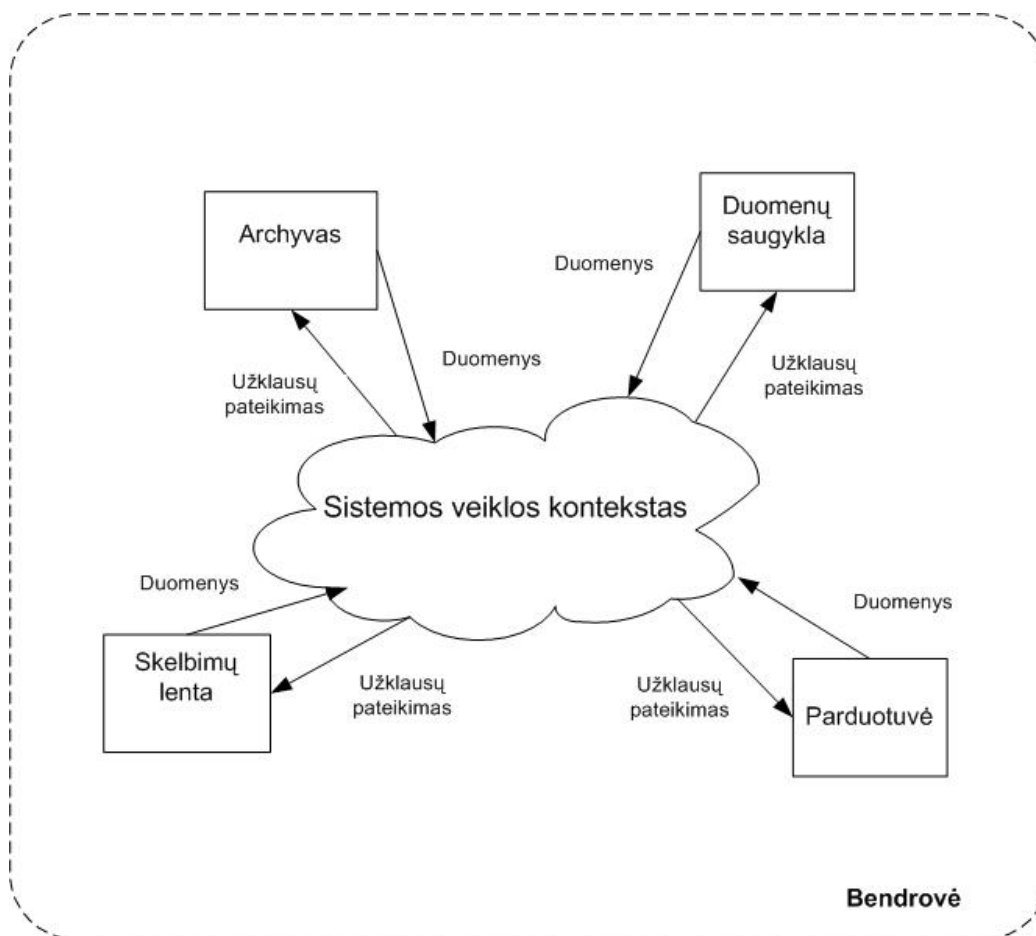 Archyvas
Duomenų
saugykla
Duomenys
Duomenys
Užklausų
pateikimas
Užklausų
pateikimas
Sistemos veiklos kontekstas
Duomenys
Duomenys
Skelbimų
lenta
Užklausų
pateikimas
Užklausų
pateikimas
Parduotuvė
Bendrovė